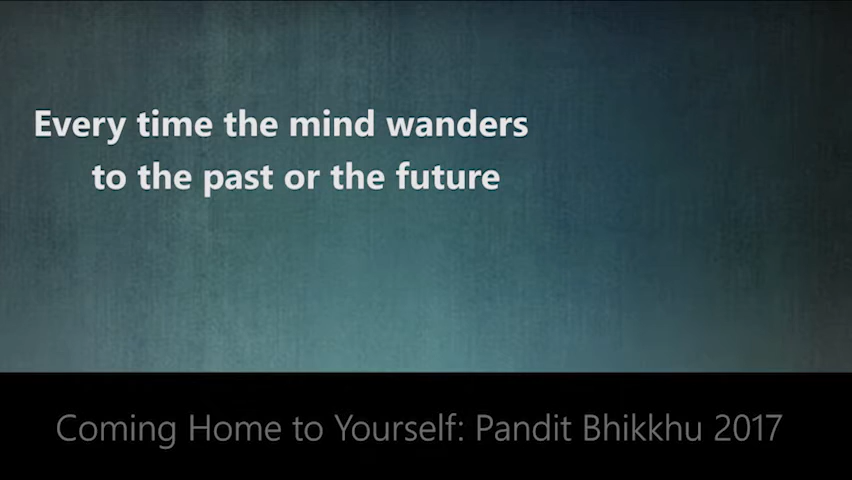 Every time the mind wanders
to the past or the future
Coming Home to Yourself: Pandit Bhikkhu 2017